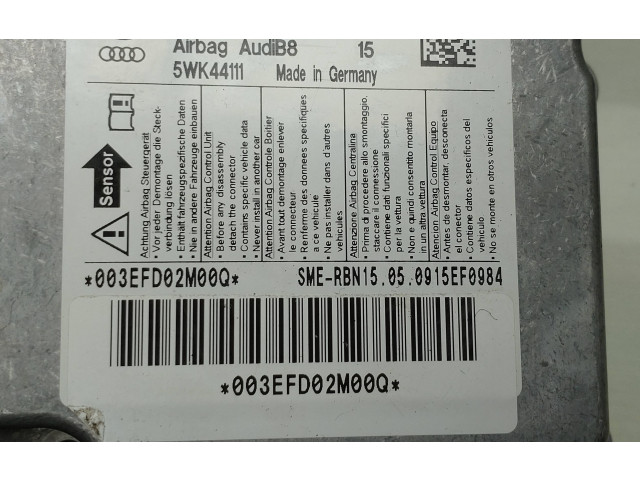 Airbag AudiB8 15
5WK44111 Made in Germany
Sensor
Achtung Airbag Steuergerät
• Vor jeder Demontage die Steck-
verbindung lösen
• Enthält fahrzeugspezifische Daten
• Nie in andere Fahrzeuge einbauen
Attention Airbag Control Unit
• Before any disassembly
detach the connector
• Contains specific vehicle data
• Never install in another car
Attention Airbag Controle Boitier
• Avant tout demontage enlever
le connecteur
• Renferme des donnees specifiques
a ce vehicule
• Ne pas installer dans d'autres
vehicules
Attenzione Airbag Centralina
• Prima di procedere allo smontaggio,
staccare il connessione
• Contiene dati funzionali specifici
per la vettura
• Non e quindi consentito montarla
in un altra vettura
Atencion Airbag Control Equipo
• Antes de desmontar, desconecta
el conector
• Contiene datos especificos del
vehiculo
• No se monte en otros vehiculos
*003EFD02M00Q* SME-RBN15.05.0915EF0984
*003EFD02M00Q*